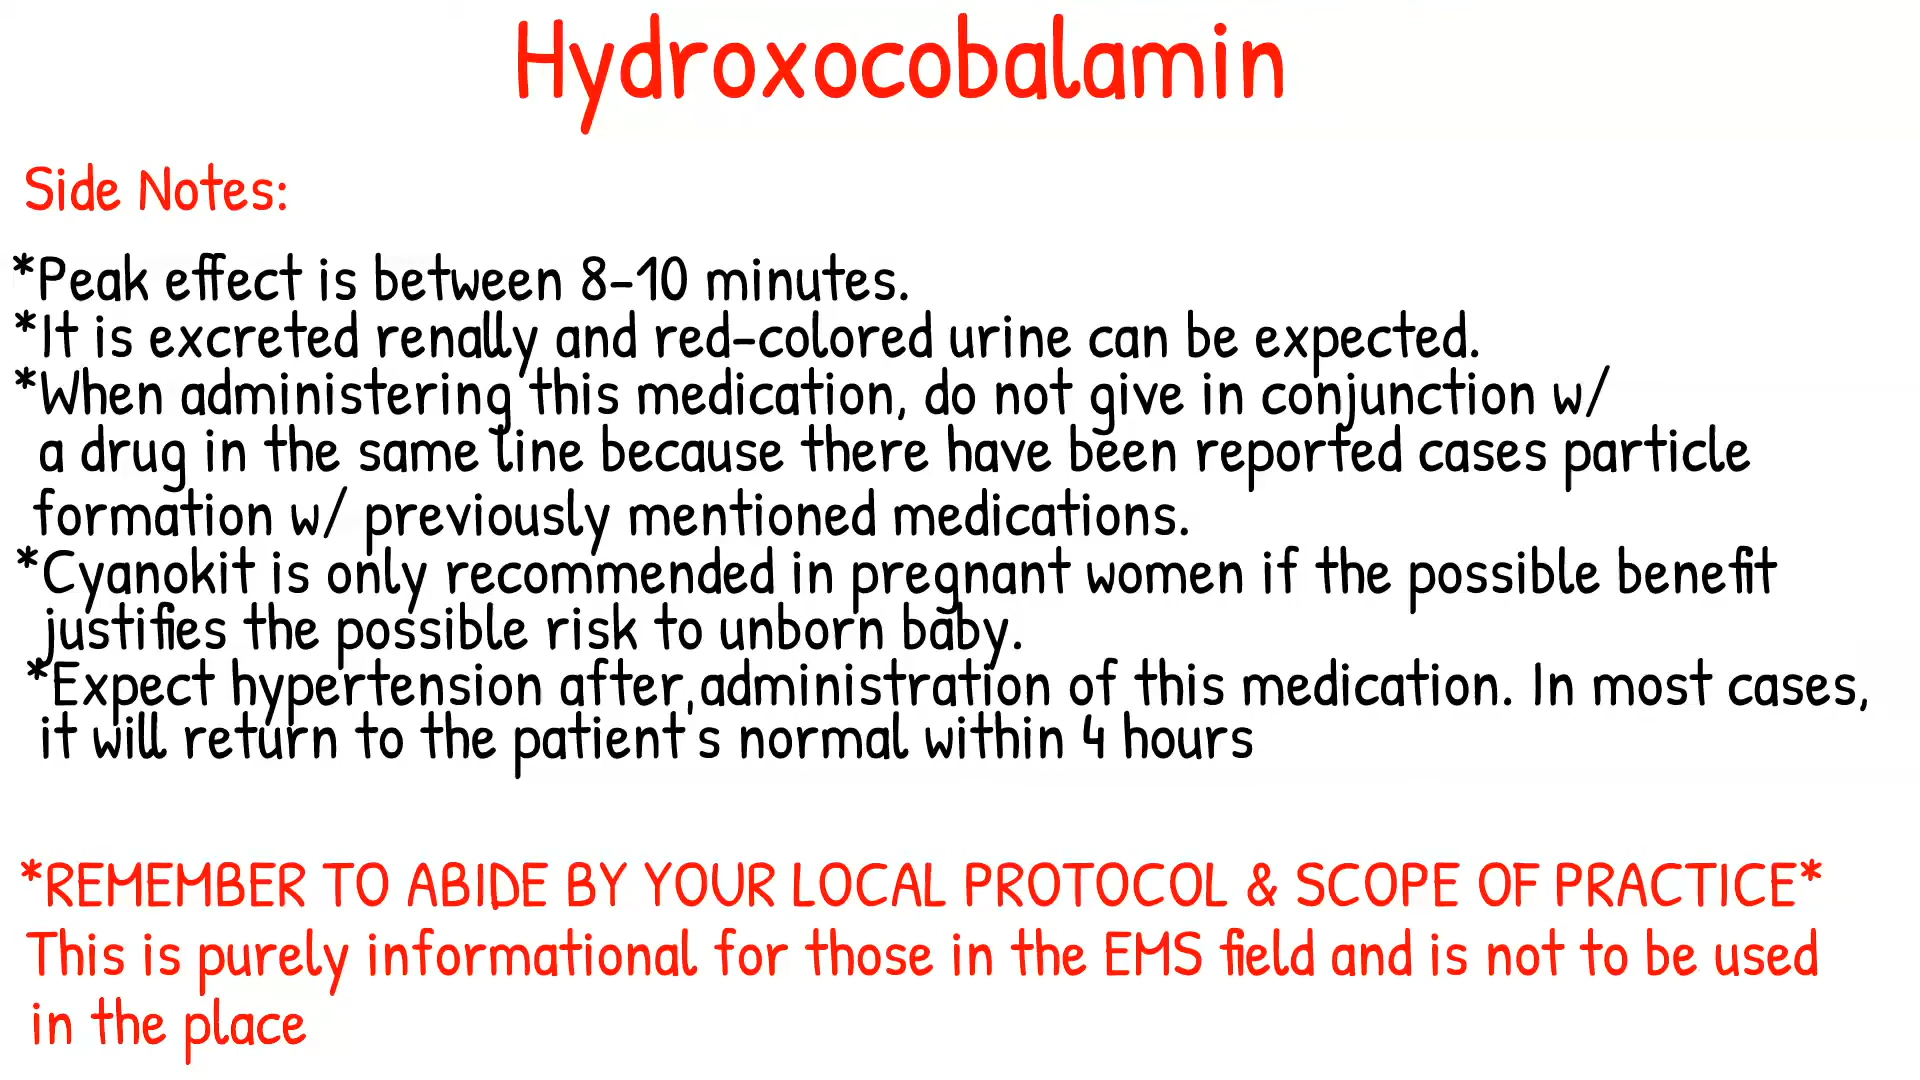 Hydroxocobalamin
Side Notes:
*Peak effect is between 8-10 minutes.
*It is excreted renally and red-colored urine can be expected.
*When administering this medication, do not give in conjunction w/
a drug in the same line because there have been reported cases particle
formation w/ previously mentioned medications.
*Cyanokit is only recommended in pregnant women if the possible benefit
justifies the possible risk to unborn baby.
*Expect hypertension after administration of this medication. In most cases,
it will return to the patient's normal within 4 hours
*REMEMBER TO ABIDE BY YOUR LOCAL PROTOCOL & SCOPE OF PRACTICE*
This is purely informational for those in the EMS field and is not to be used
in the place